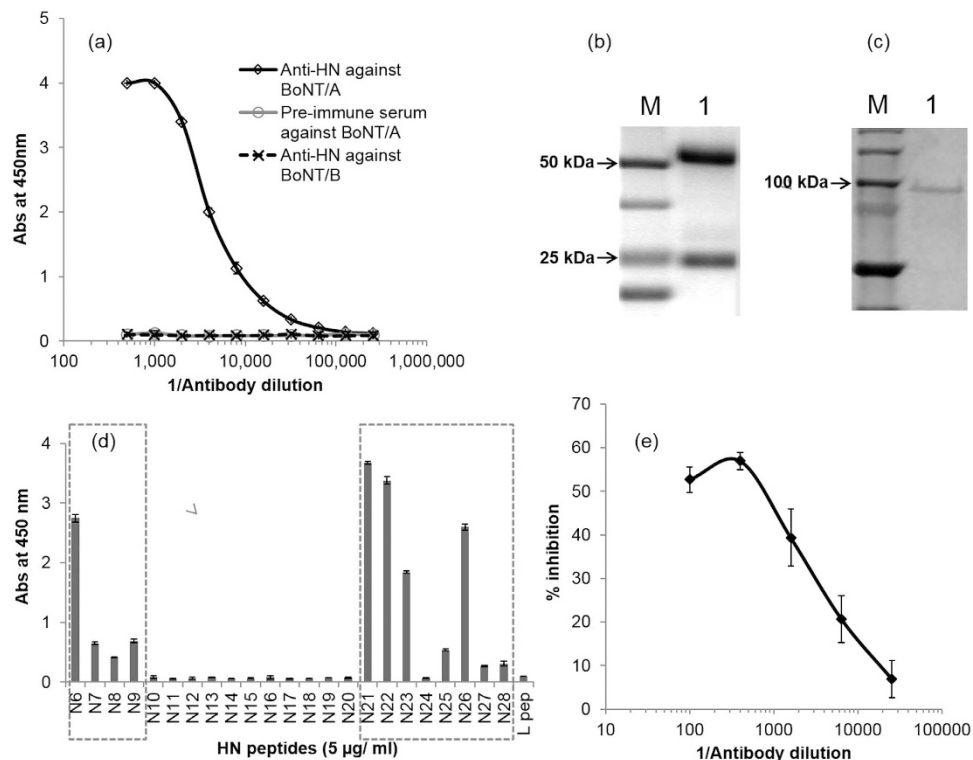 (a)
5
4
3
2
1
0
Abs at 450nm
100
1,000
10,000
100,000
1,000,000
1/Antibody dilution
Anti-HN against
BoNT/A
Pre-immune serum
against BoNT/A
Anti-HN against
BoNT/B
(b)
M 1
50 kDa
25 kDa
(c)
M 1
100 kDa
(d)
4
3
2
1
0
Abs at 450 nm
N6
N7
N8
N9
N10
N11
N12
N13
N14
N15
N16
N17
N18
N19
N20
N21
N22
N23
N24
N25
N26
N27
N28
L pep
HN peptides (5 µg/ ml)
(e)
70
60
50
40
30
20
10
0
% inhibition
10
100
1000
10000
100000
1/Antibody dilution